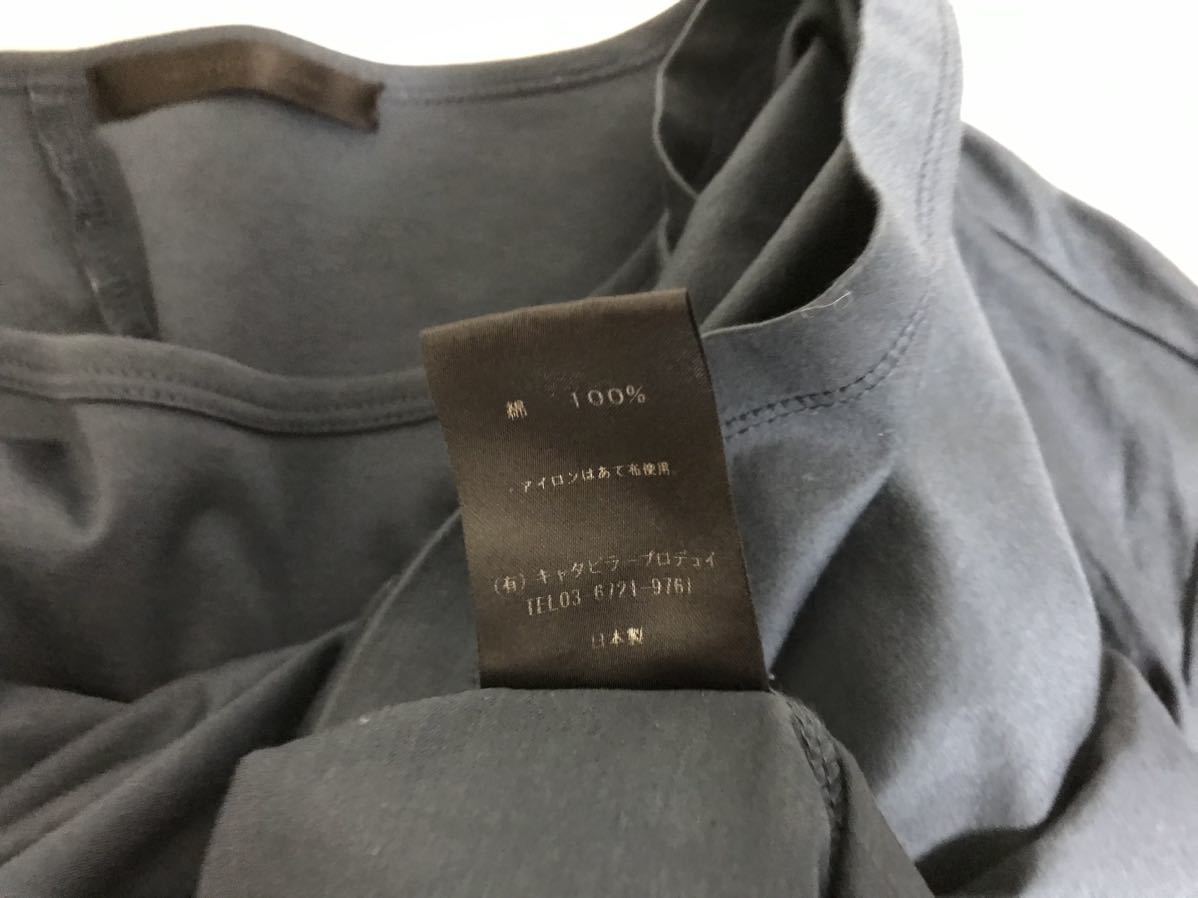 綿 100%
アイロンはあて布使用
(有)キャタピラープロデュイ
TEL03-6721-9761
日本製